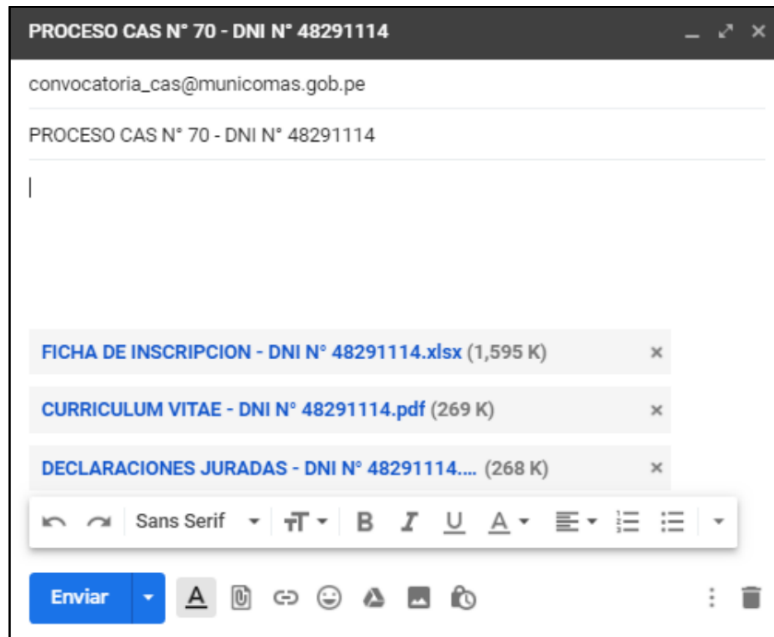 PROCESO CAS N° 70 - DNI N° 48291114
convocatoria_cas@municomas.gob.pe
PROCESO CAS N° 70 - DNI N° 48291114
FICHA DE INSCRIPCION - DNI N° 48291114.xlsx (1,595 K)
CURRICULUM VITAE - DNI N° 48291114.pdf (269 K)
DECLARACIONES JURADAS - DNI N° 48291114.... (268 K)
Sans Serif
Enviar